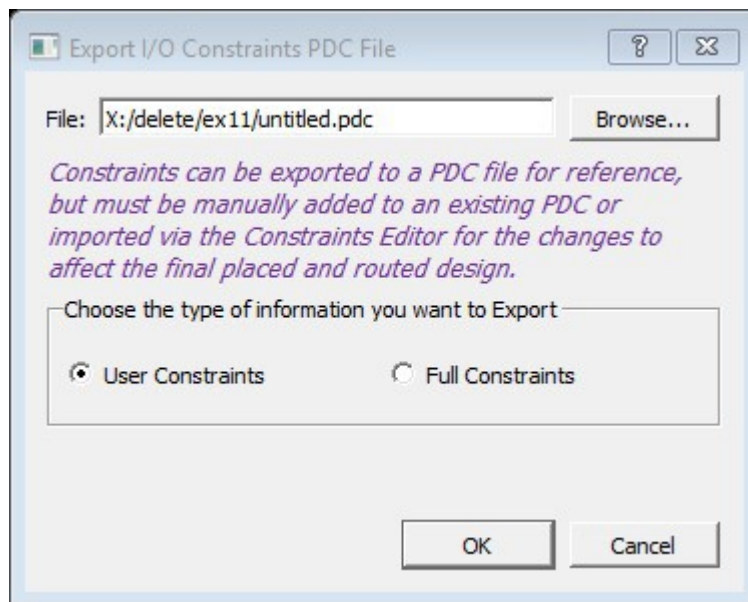 Export I/O Constraints PDC File
File: X:/delete/ex11/untitled.pdc Browse...
Constraints can be exported to a PDC file for reference,
but must be manually added to an existing PDC or
imported via the Constraints Editor for the changes to
affect the final placed and routed design.
Choose the type of information you want to Export
User Constraints Full Constraints
OK Cancel